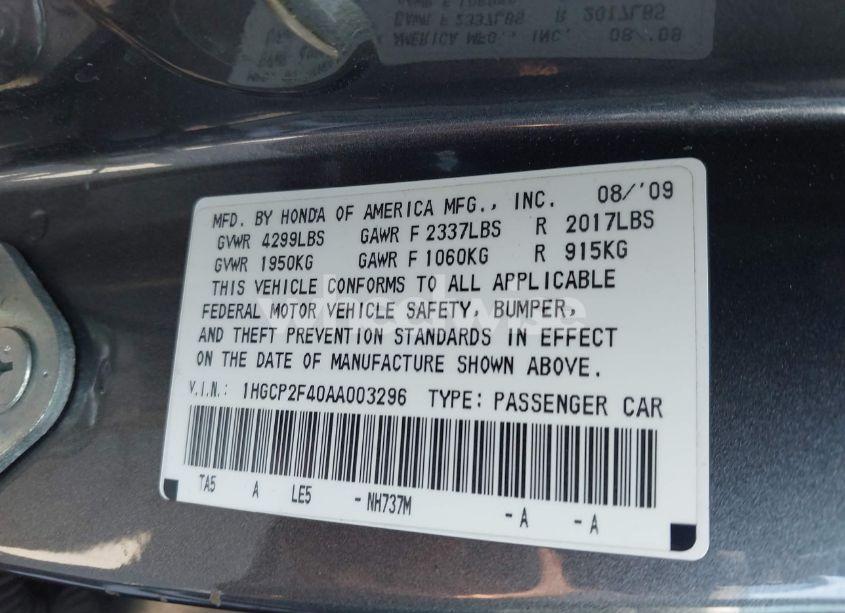 MFD. BY HONDA OF AMERICA MFG., INC. 08/'09
GVWR 4299LBS GAWR F 2337LBS R 2017LBS
GVWR 1950KG GAWR F 1060KG R 915KG
THIS VEHICLE CONFORMS TO ALL APPLICABLE
FEDERAL MOTOR VEHICLE SAFETY, BUMPER,
AND THEFT PREVENTION STANDARDS IN EFFECT
ON THE DATE OF MANUFACTURE SHOWN ABOVE.
V.I.N.: 1HGCP2F40AA003296 TYPE: PASSENGER CAR
TA5 A LE5 - NH737M - A - A